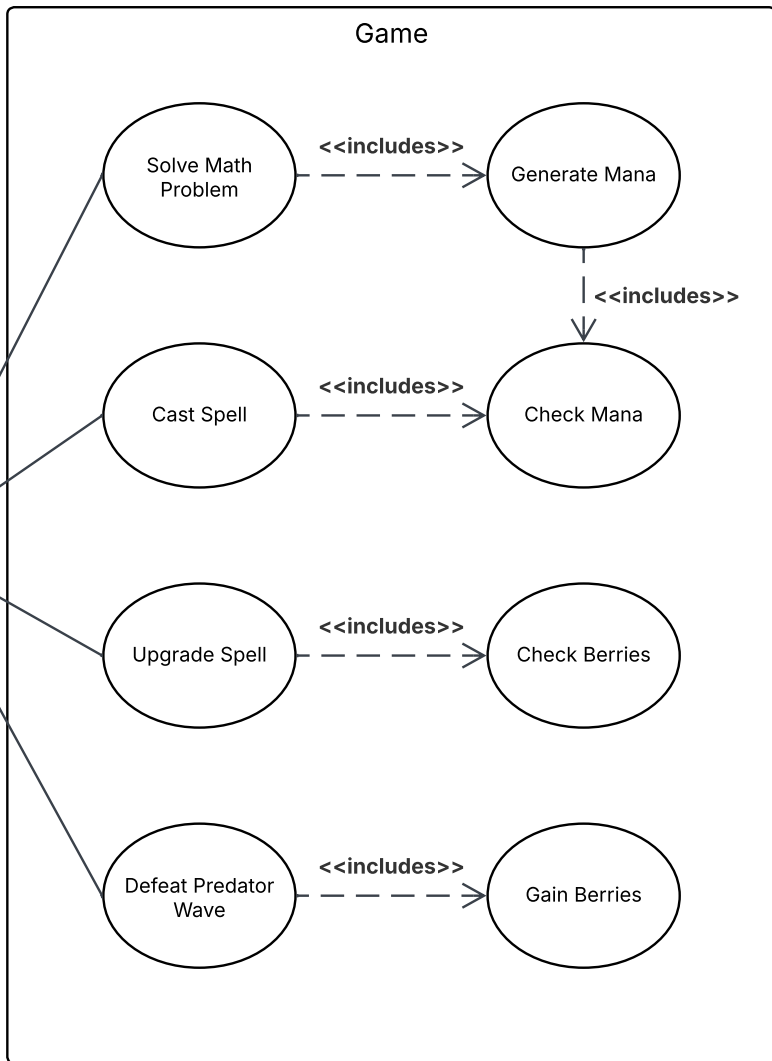 Game
Solve Math
Problem
<<includes>>
Generate Mana
<<includes>>
Cast Spell
<<includes>>
Check Mana
Upgrade Spell
<<includes>>
Check Berries
Defeat Predator
Wave
<<includes>>
Gain Berries